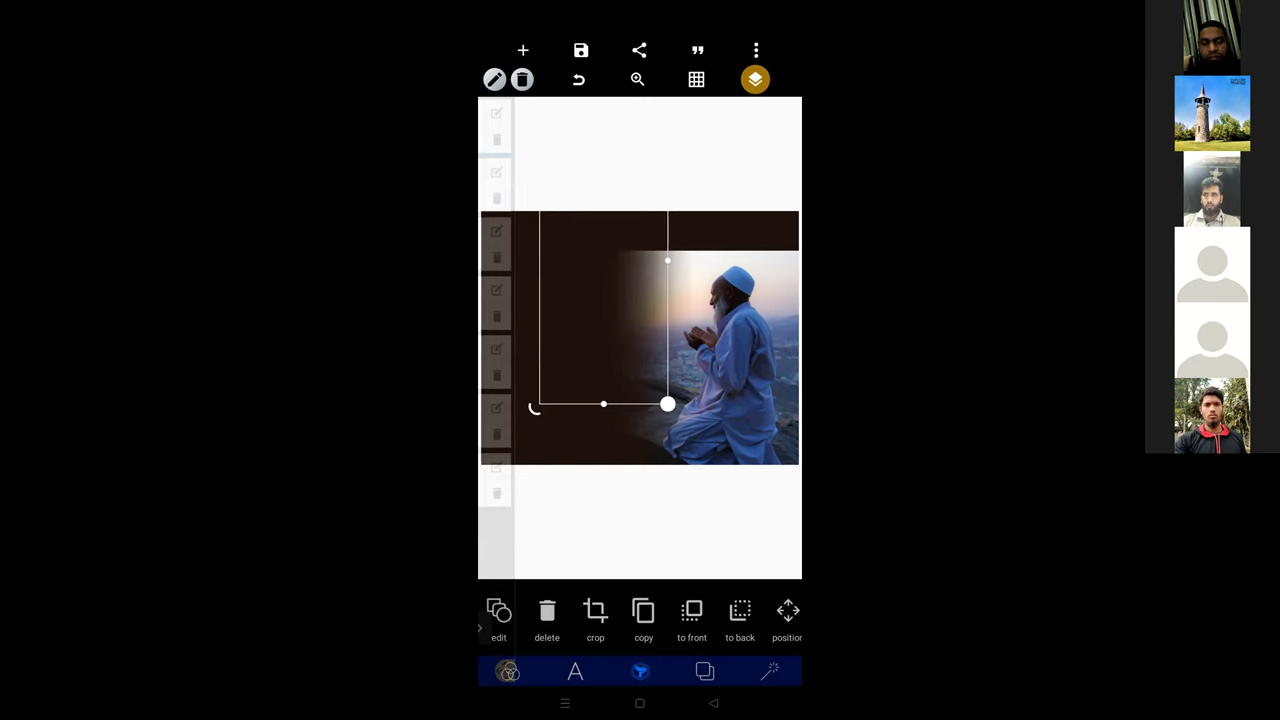 edit
delete
crop
copy
to front
to back
position